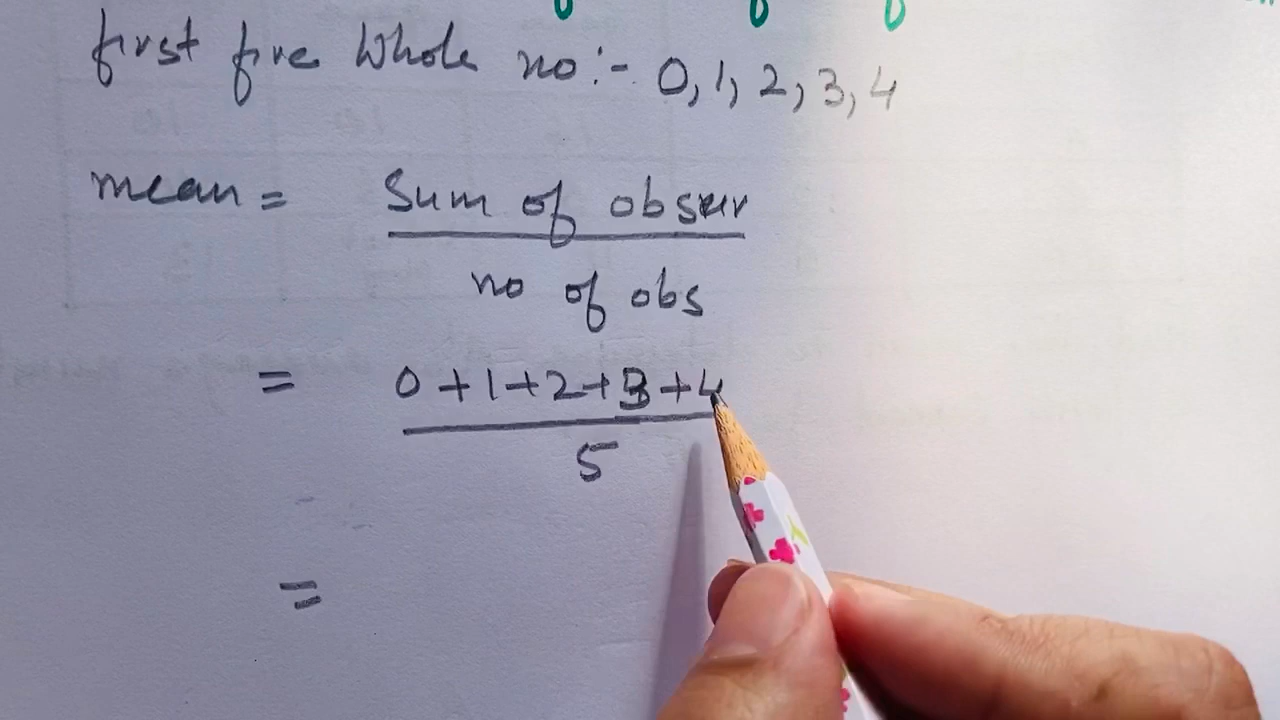 first five Whole no:- 0, 1, 2, 3, 4
mean = Sum of obser
no of obs
= 0+1+2+3+4
5
=